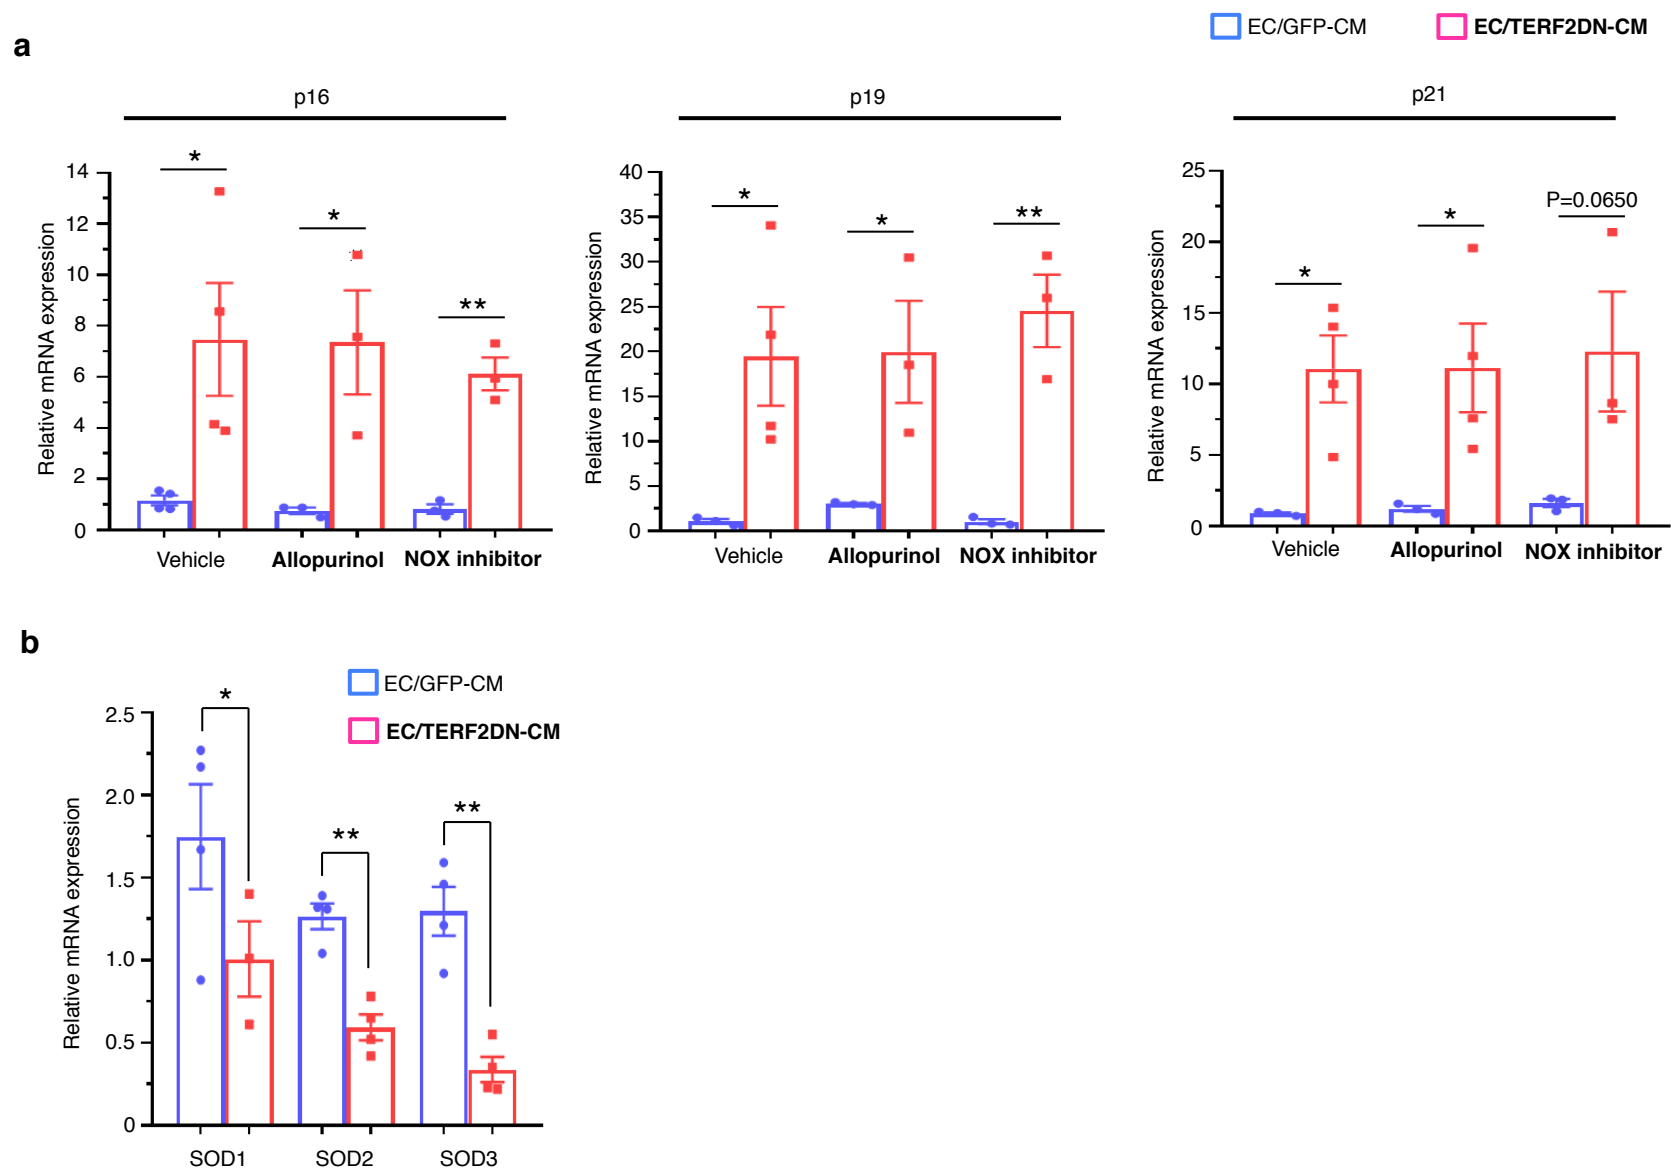 EC/GFP-CM EC/TERF2DN-CM
a
p16 p19 p21
Relative mRNA expression
14
12
10
8
6
4
2
0
* * **
Vehicle Allopurinol NOX inhibitor
Relative mRNA expression
40
35
30
25
20
15
10
5
0
* * **
Vehicle Allopurinol NOX inhibitor
Relative mRNA expression
25
20
15
10
5
0
* * P=0.0650
Vehicle Allopurinol NOX inhibitor
b
EC/GFP-CM
EC/TERF2DN-CM
Relative mRNA expression
2.5
2.0
1.5
1.0
0.5
0
* ** **
SOD1 SOD2 SOD3